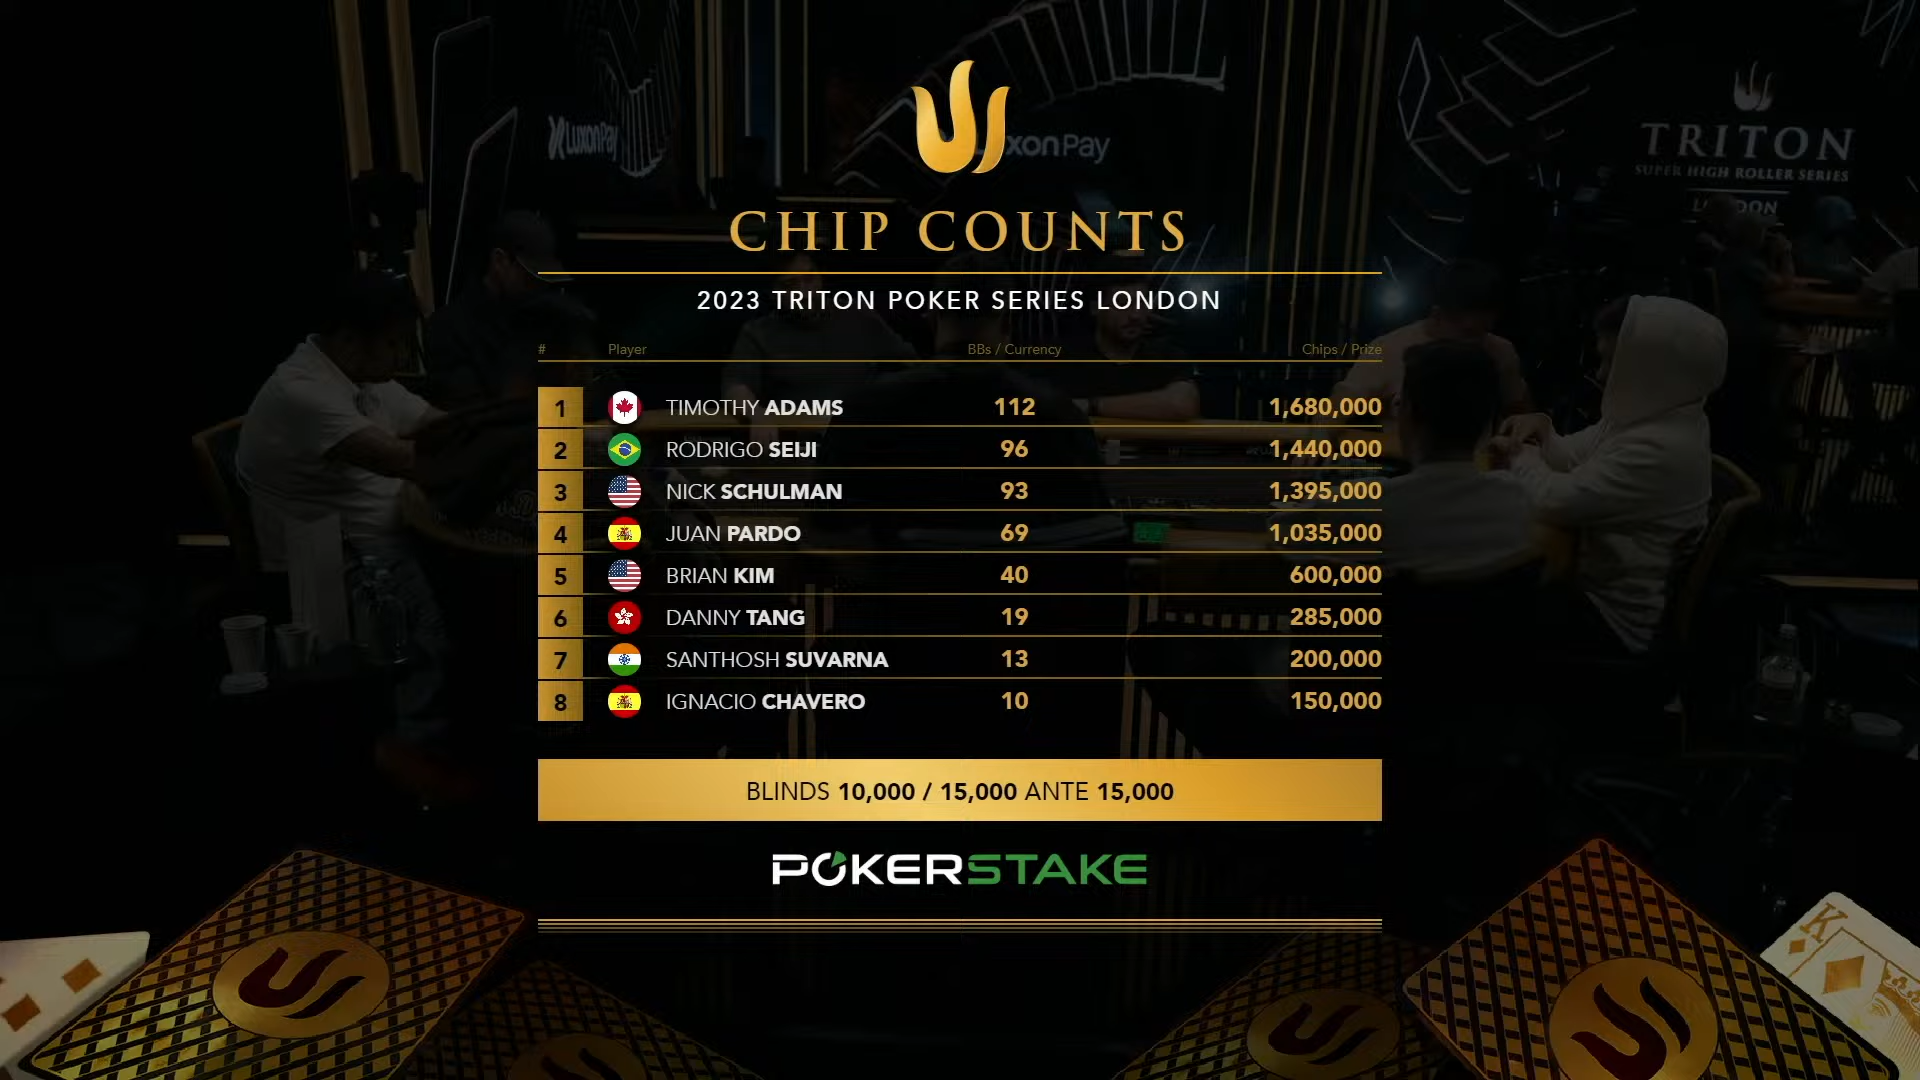 LuxonPay
xonPay
TRITON
SUPER HIGH ROLLER SERIES
CHIP COUNTS
2023 TRITON POKER SERIES LONDON
# Player BBs / Currency Chips / Prize
1 TIMOTHY ADAMS 112 1,680,000
2 RODRIGO SEIJI 96 1,440,000
3 NICK SCHULMAN 93 1,395,000
4 JUAN PARDO 69 1,035,000
5 BRIAN KIM 40 600,000
6 DANNY TANG 19 285,000
7 SANTHOSH SUVARNA 13 200,000
8 IGNACIO CHAVERO 10 150,000
BLINDS 10,000 / 15,000 ANTE 15,000
POKERSTAKE
K